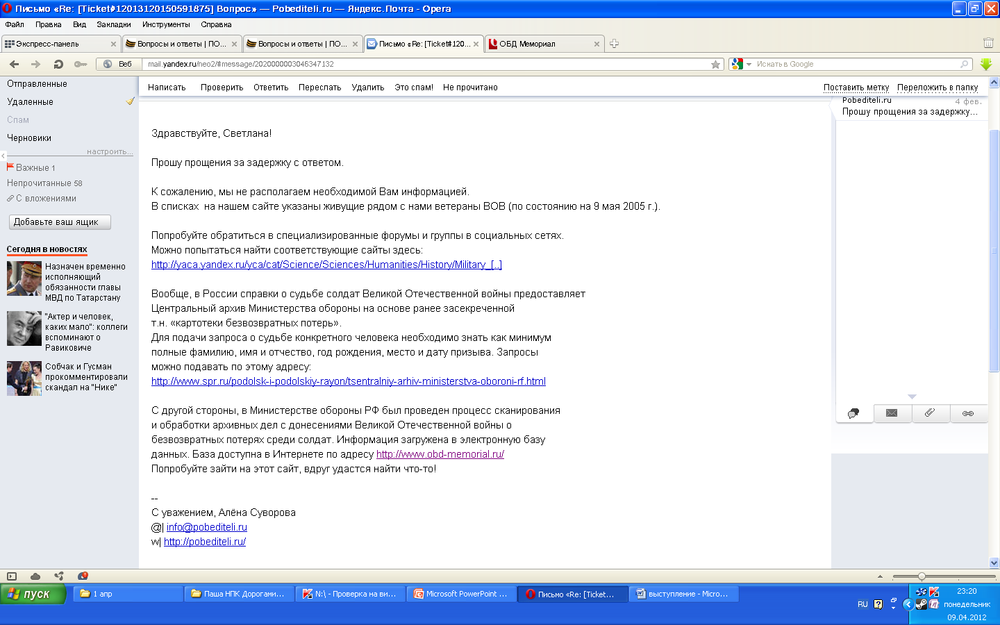 Письмо «Re: [Ticket#12013120150591875] Вопрос» — Pobediteli.ru — Яндекс.Почта - Opera
Файл Правка Вид Закладки Инструменты Справка
Экспресс-панель
Вопросы и ответы | ПО...
Вопросы и ответы | ПО...
Письмо «Re: [Ticket#120...
ОБД Мемориал
Веб
mail.yandex.ru/neo2/#message/2020000003046347132
Искать в Google
Отправленные
Удаленные
Спам
Черновики
настроить...
Важные 1
Непрочитанные 58
С вложениями
Добавьте ваш ящик
Сегодня в новостях
Назначен временно
исполняющий
обязанности главы
МВД по Татарстану
"Актер и человек,
каких мало": коллеги
вспоминают о
Равиковиче
Собчак и Гусман
прокомментировали
скандал на "Нике"
Написать Проверить Ответить Переслать Удалить Это спам! Не прочитано
Поставить метку Переложить в папку
Здравствуйте, Светлана!
Прошу прощения за задержку с ответом.
К сожалению, мы не располагаем необходимой Вам информацией.
В списках  на нашем сайте указаны живущие рядом с нами ветераны ВОВ (по состоянию на 9 мая 2005 г.).
Попробуйте обратиться в специализированные форумы и группы в социальных сетях.
Можно попытаться найти соответствующие сайты здесь:
http://yaca.yandex.ru/yca/cat/Science/Sciences/Humanities/History/Military_[..]
Вообще, в России справки о судьбе солдат Великой Отечественной войны предоставляет
Центральный архив Министерства обороны на основе ранее засекреченной
т.н. «картотеки безвозвратных потерь».
Для подачи запроса о судьбе конкретного человека необходимо знать как минимум
полные фамилию, имя и отчество, год рождения, место и дату призыва. Запросы
можно подавать по этому адресу:
http://www.spr.ru/podolsk-i-podolskiy-rayon/tsentralniy-arhiv-ministerstva-oboroni-rf.html
С другой стороны, в Министерстве обороны РФ был проведен процесс сканирования
и обработки архивных дел с донесениями Великой Отечественной войны о
безвозвратных потерях среди солдат. Информация загружена в электронную базу
данных. База доступна в Интернете по адресу http://www.obd-memorial.ru/
Попробуйте зайти на этот сайт, вдруг удастся найти что-то!
--
С уважением, Алёна Суворова
@| info@pobediteli.ru
w| http://pobediteli.ru/
Pobediteli.ru 4 фев.
Прошу прощения за задержку...
пуск
1 апр
Паша НПК Дорогами...
N:\ - Проверка на ви...
Microsoft PowerPoint ...
Письмо «Re: [Ticket...
выступление - Micro...
RU
23:20
понедельник
09.04.2012